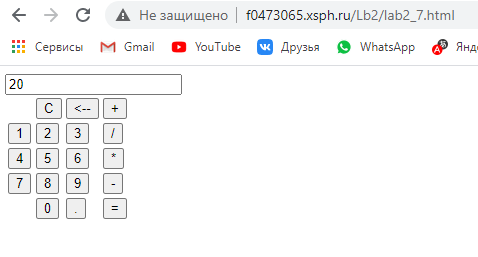 Не защищено | f0473065.xsph.ru/Lb2/lab2_7.html
Сервисы Gmail YouTube Друзья WhatsApp Янд
20
C <-- +
1 2 3 /
4 5 6 *
7 8 9 -
0 . =